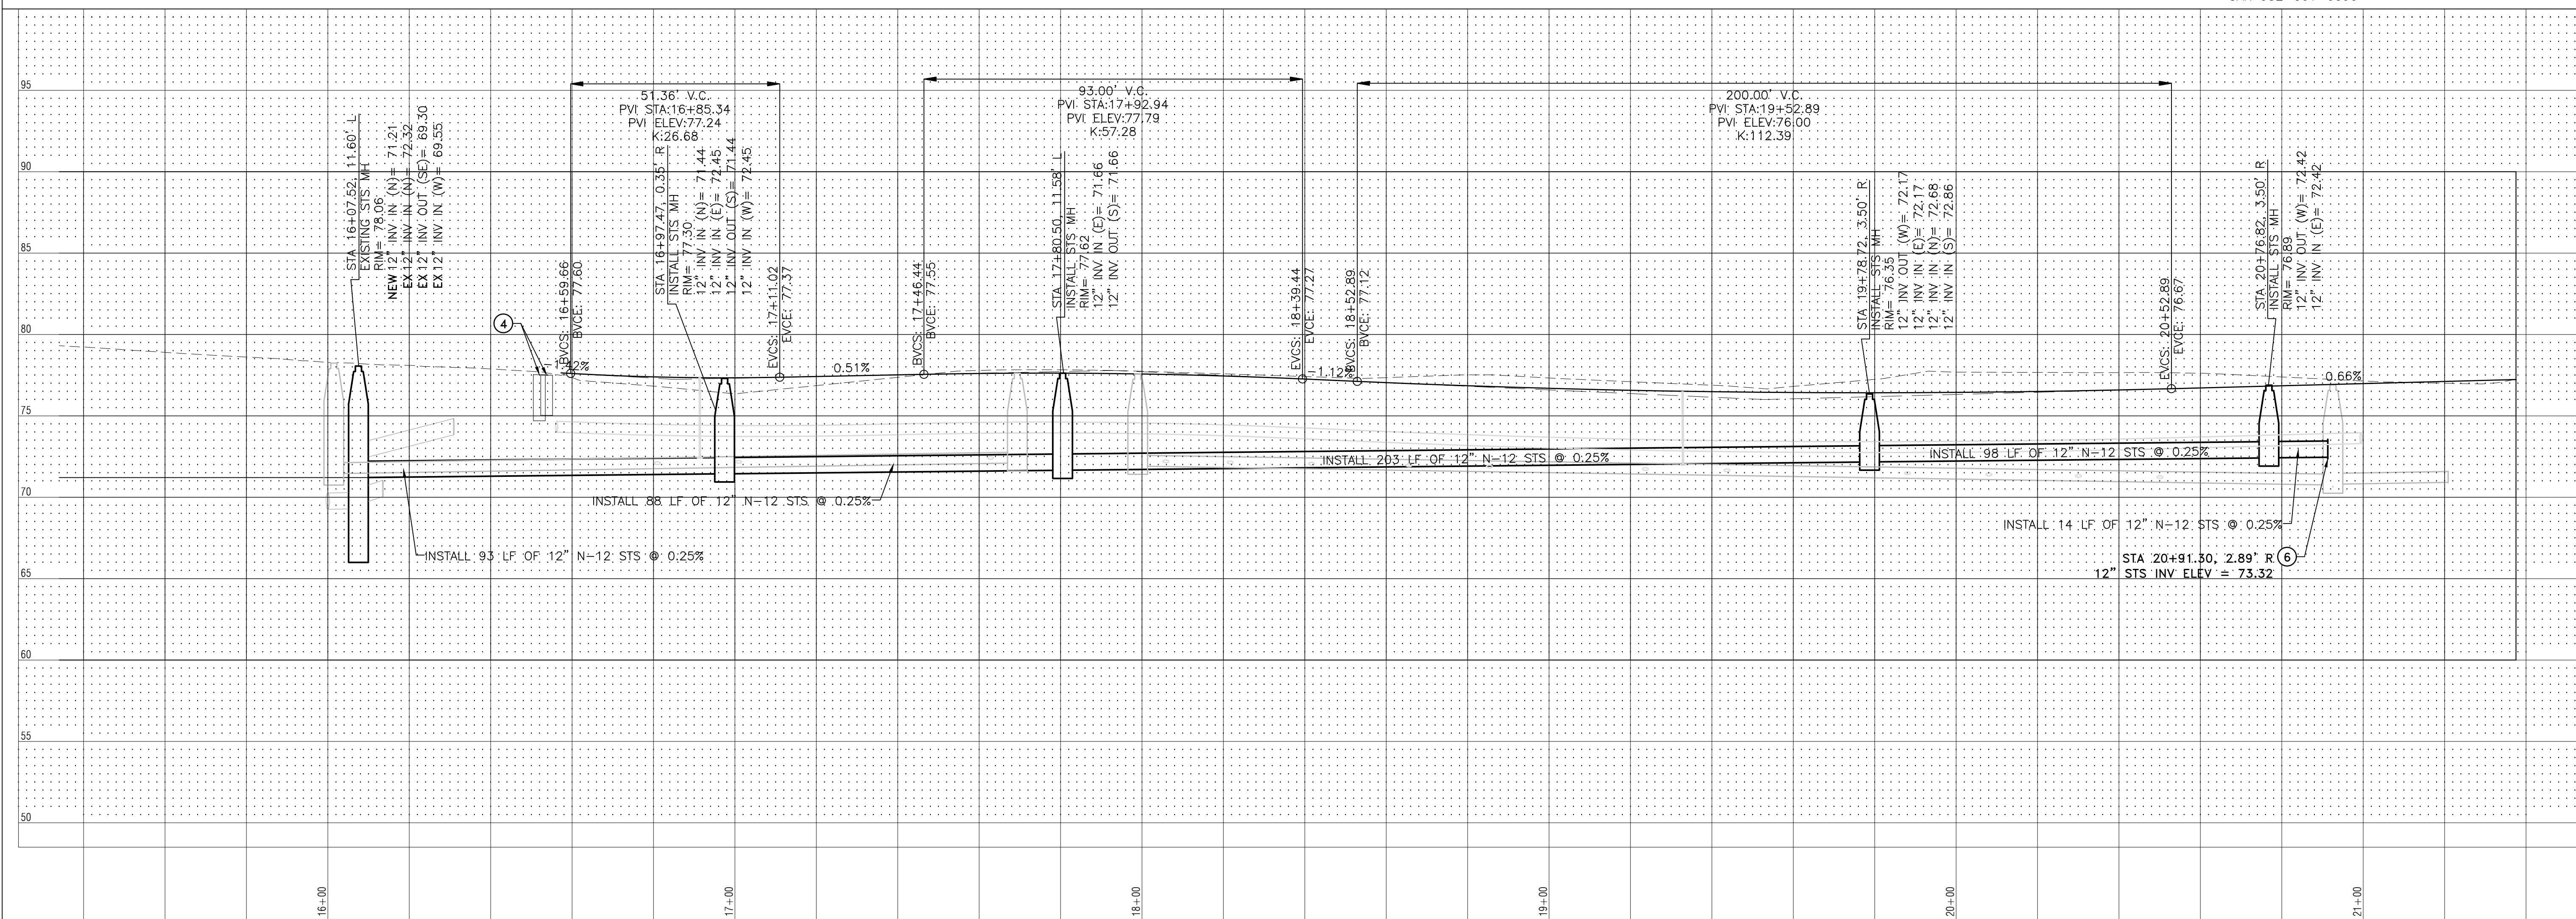 95
90
85
80
75
70
65
60
55
50
STA 16+07.52, 11.60' L
EXISTING STS MH
RIM= 78.06
NEW 12" INV IN (N)= 71.21
EX 12" INV IN (N)= 72.32
EX 12" INV OUT (SE)= 69.30
EX 12" INV IN (W)= 69.55
4
-1.42%
BVCS: 16+59.66
BVCE: 77.60
51.36' V.C.
PVI STA:16+85.34
PVI ELEV:77.24
K:26.68
STA 16+97.47, 0.35' R
INSTALL STS MH
RIM= 77.30
12" INV IN (N)= 71.44
12" INV IN (E)= 72.45
12" INV OUT (S)= 71.44
12" INV IN (W)= 72.45
EVCS: 17+11.02
EVCE: 77.37
0.51%
BVCS: 17+46.44
BVCE: 77.55
93.00' V.C.
PVI STA:17+92.94
PVI ELEV:77.79
K:57.28
STA 17+80.50, 11.58' L
INSTALL STS MH
RIM= 77.62
12" INV IN (E)= 71.66
12" INV OUT (S)= 71.66
EVCS: 18+39.44
EVCE: 77.27
-1.12%
BVCS: 18+52.89
BVCE: 77.12
200.00' V.C.
PVI STA:19+52.89
PVI ELEV:76.00
K:112.39
STA 19+78.72, 3.50' R
INSTALL STS MH
RIM= 76.35
12" INV OUT (W)= 72.17
12" INV IN (E)= 72.17
12" INV IN (N)= 72.68
12" INV IN (S)= 72.86
EVCS: 20+52.89
EVCE: 76.67
STA 20+76.82, 3.50' R
INSTALL STS MH
RIM= 76.89
12" INV OUT (W)= 72.42
12" INV IN (E)= 72.42
0.66%
INSTALL 93 LF OF 12" N-12 STS @ 0.25%
INSTALL 88 LF OF 12" N-12 STS @ 0.25%
INSTALL 203 LF OF 12" N-12 STS @ 0.25%
INSTALL 98 LF OF 12" N-12 STS @ 0.25%
INSTALL 14 LF OF 12" N-12 STS @ 0.25%
STA 20+91.30, 2.89' R
12" STS INV ELEV = 73.32
6
16+00
17+00
18+00
19+00
20+00
21+00